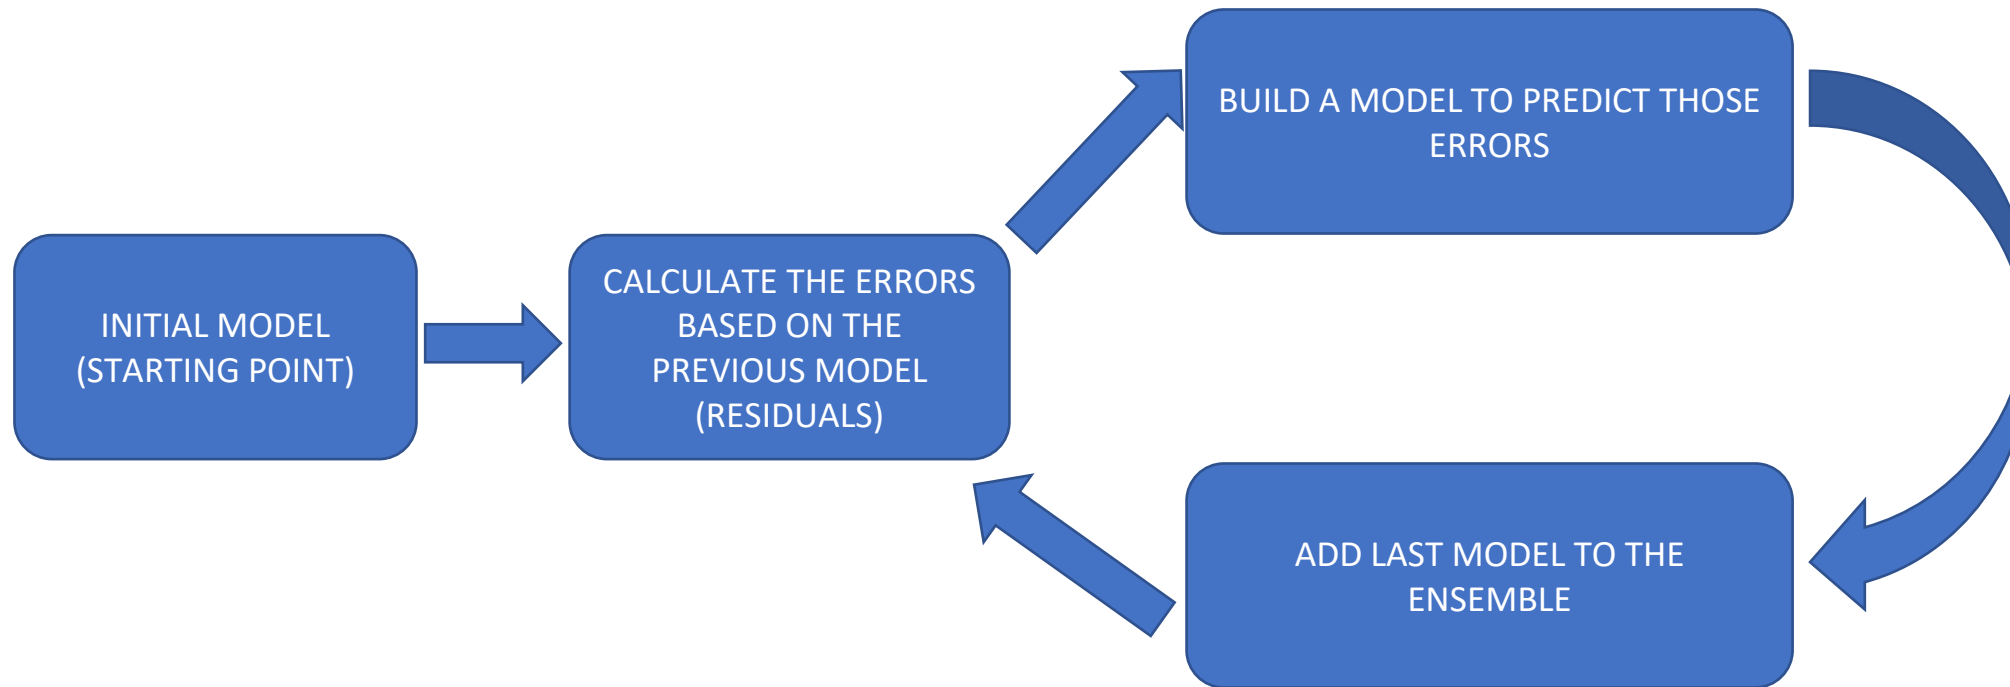 INITIAL MODEL
(STARTING POINT)
CALCULATE THE ERRORS
BASED ON THE
PREVIOUS MODEL
(RESIDUALS)
BUILD A MODEL TO PREDICT THOSE
ERRORS
ADD LAST MODEL TO THE
ENSEMBLE